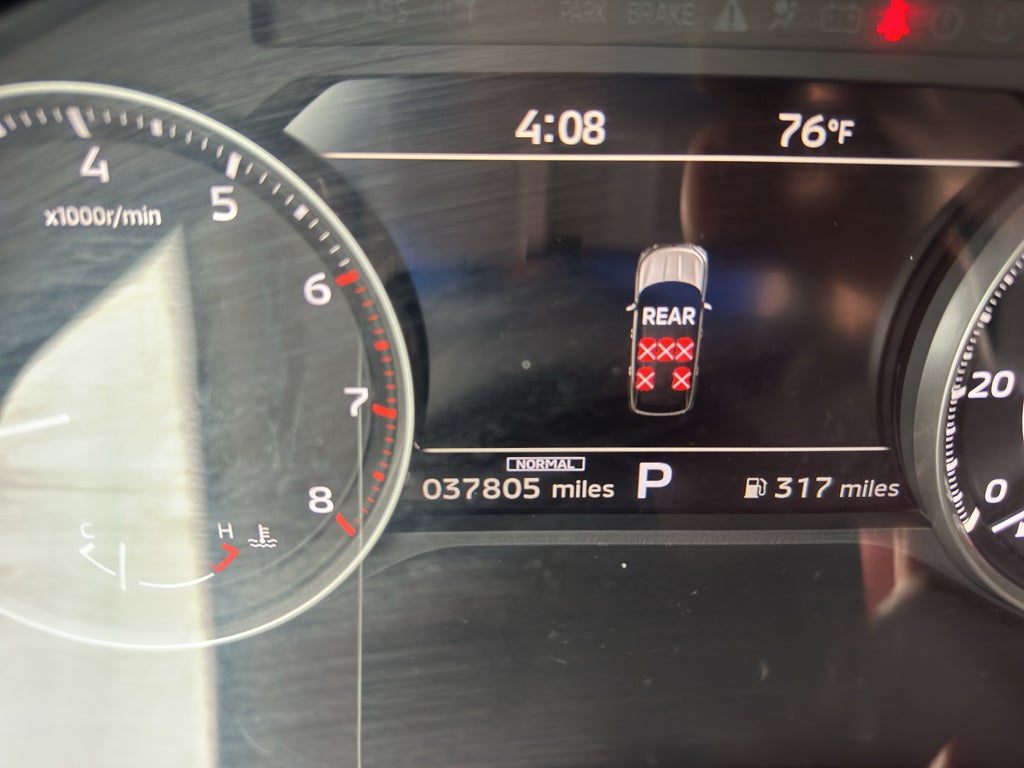 ABS
PARK BRAKE
4:08 76°F
4
5
x1000r/min
6
REAR
7
20
NORMAL
037805 miles P 317 miles
8
0
C H